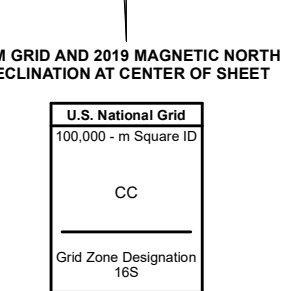 GRID AND 2019 MAGNETIC NORTH
AT CENTER OF SHEET
U.S. National Grid
100,000 - m Square ID
CC
Grid Zone Designation
16S